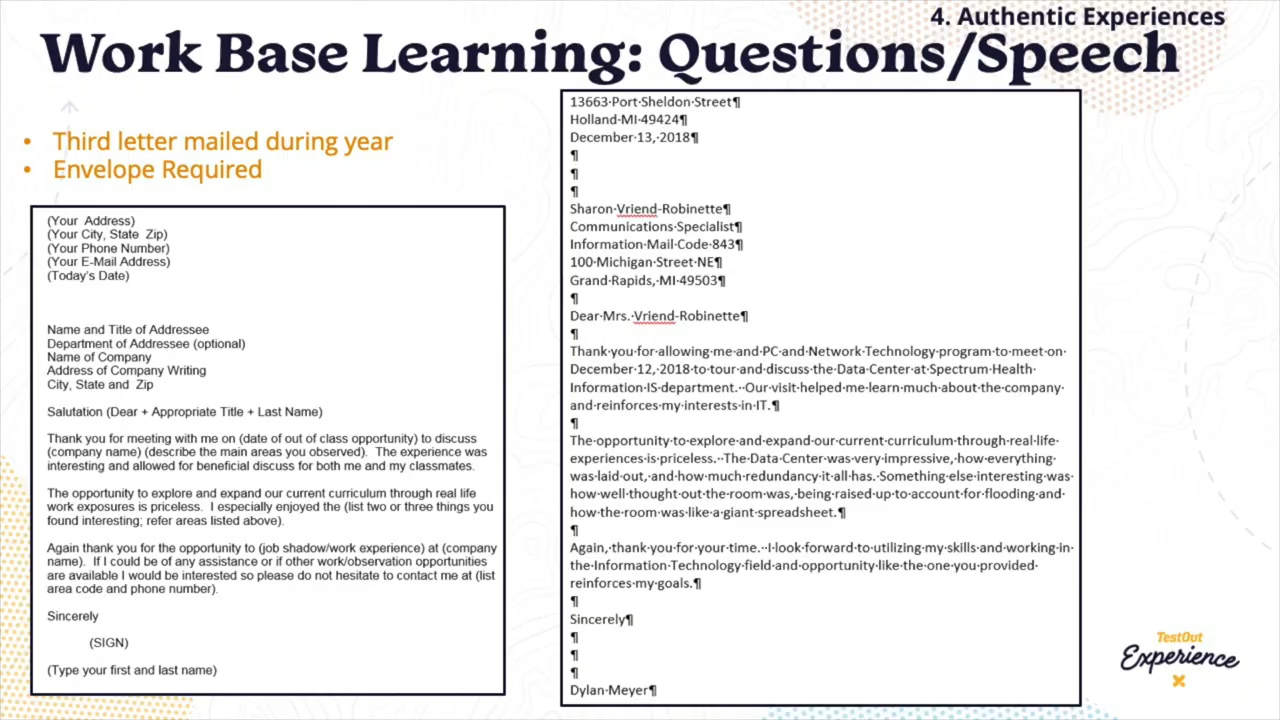 4. Authentic Experiences
Work Base Learning: Questions/Speech
• Third letter mailed during year
• Envelope Required
(Your  Address)
(Your City, State  Zip)
(Your Phone Number)
(Your E-Mail Address)
(Today's Date)
Name and Title of Addressee
Department of Addressee (optional)
Name of Company
Address of Company Writing
City, State and  Zip
Salutation (Dear + Appropriate Title + Last Name)
Thank you for meeting with me on (date of out of class opportunity) to discuss
(company name) (describe the main areas you observed).  The experience was
interesting and allowed for beneficial discuss for both me and my classmates.
The opportunity to explore and expand our current curriculum through real life
work exposures is priceless.  I especially enjoyed the (list two or three things you
found interesting; refer areas listed above).
Again thank you for the opportunity to (job shadow/work experience) at (company
name).  If I could be of any assistance or if other work/observation opportunities
are available I would be interested so please do not hesitate to contact me at (list
area code and phone number).
Sincerely
(SIGN)
(Type your first and last name)
13663·Port·Sheldon·Street¶
Holland·MI·49424¶
December·13,·2018¶
¶
¶
¶
Sharon·Vriend-Robinette¶
Communications·Specialist¶
Information·Mail·Code·843¶
100·Michigan·Street·NE¶
Grand·Rapids,·MI·49503¶
¶
Dear·Mrs.·Vriend-Robinette¶
¶
Thank·you·for·allowing·me·and·PC·and·Network·Technology·program·to·meet·on·
December·12,·2018·to·tour·and·discuss·the·Data·Center·at·Spectrum·Health·
Information·IS·department.··Our·visit·helped·me·learn·much·about·the·company·
and·reinforces·my·interests·in·IT.¶
¶
The·opportunity·to·explore·and·expand·our·current·curriculum·through·real-life·
experiences·is·priceless.··The·Data·Center·was·very·impressive,·how·everything·
was·laid·out,·and·how·much·redundancy·it·all·has.·Something·else·interesting·was·
how·well·thought·out·the·room·was,·being·raised·up·to·account·for·flooding·and·
how·the·room·was·like·a·giant·spreadsheet.¶
¶
Again,·thank·you·for·your·time.··I·look·forward·to·utilizing·my·skills·and·working·in·
the·Information·Technology·field·and·opportunity·like·the·one·you·provided·
reinforces·my·goals.¶
¶
Sincerely¶
¶
¶
¶
Dylan·Meyer¶
TestOut
Experience